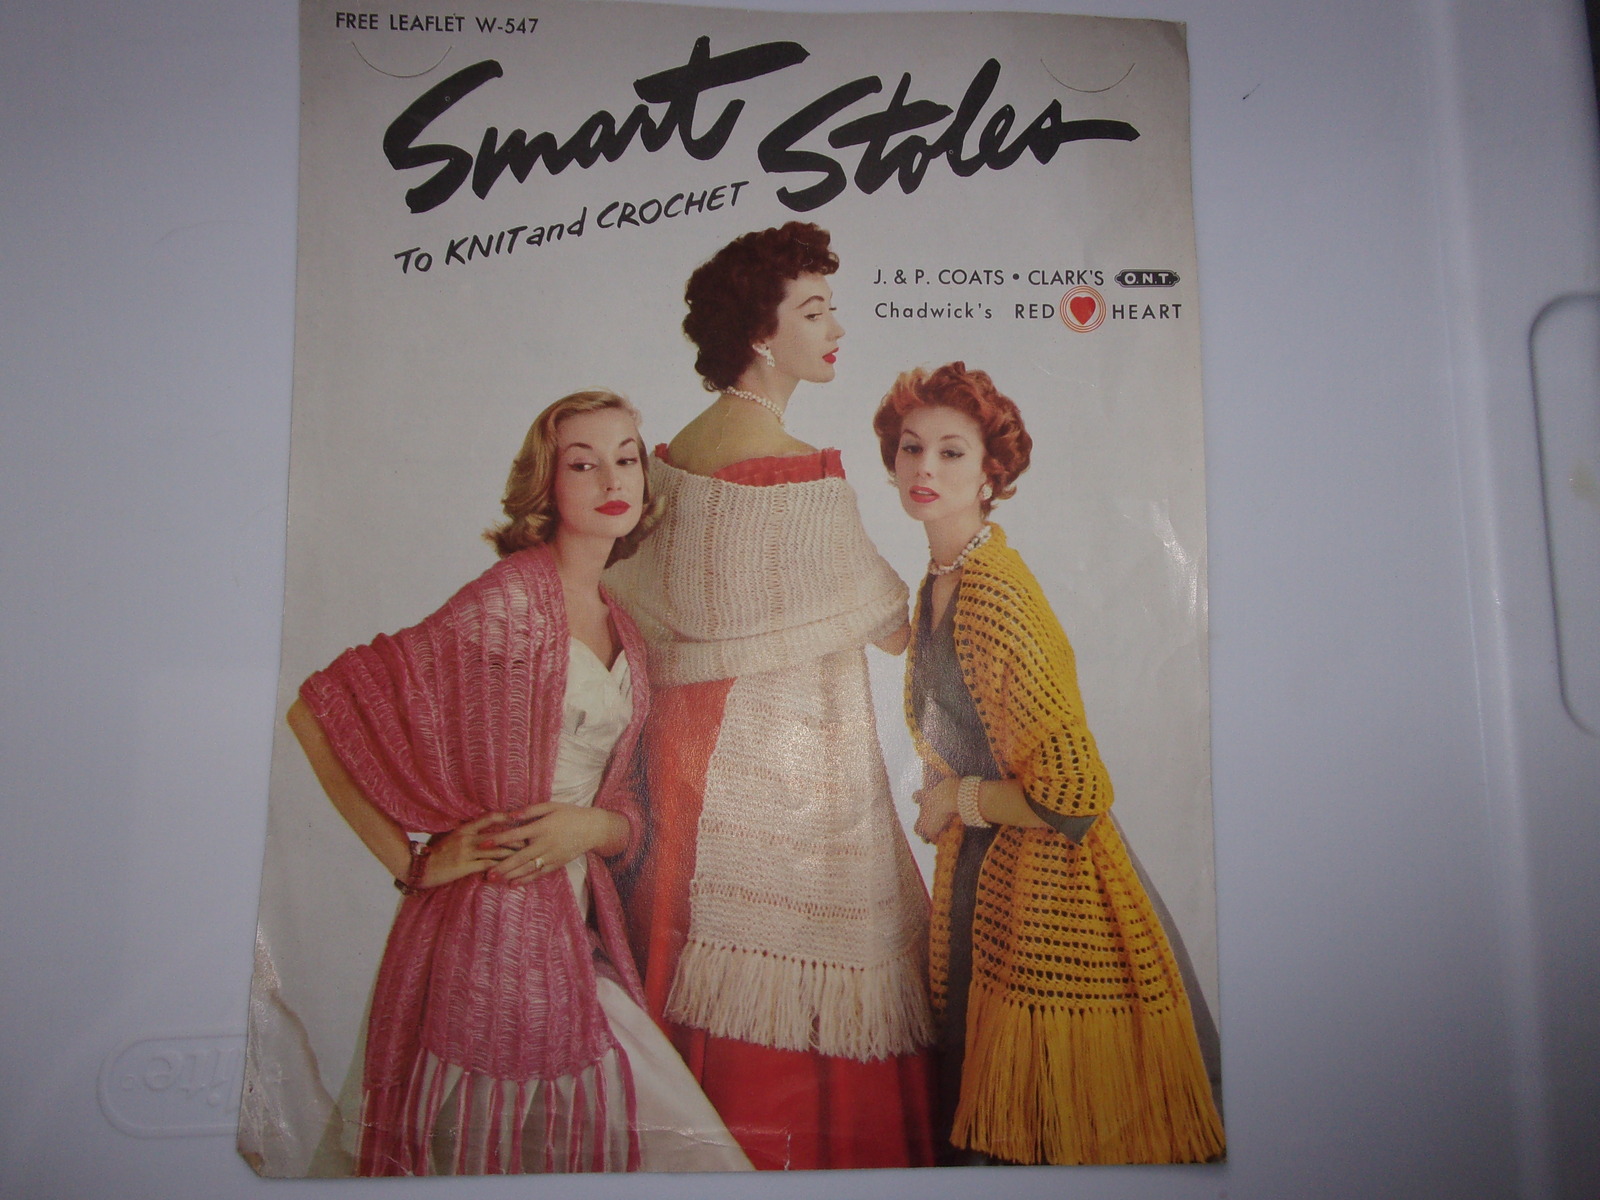 FREE LEAFLET W-547
Smart Stoles
To KNIT and CROCHET
J. & P. COATS • CLARK'S O.N.T.
Chadwick's RED HEART